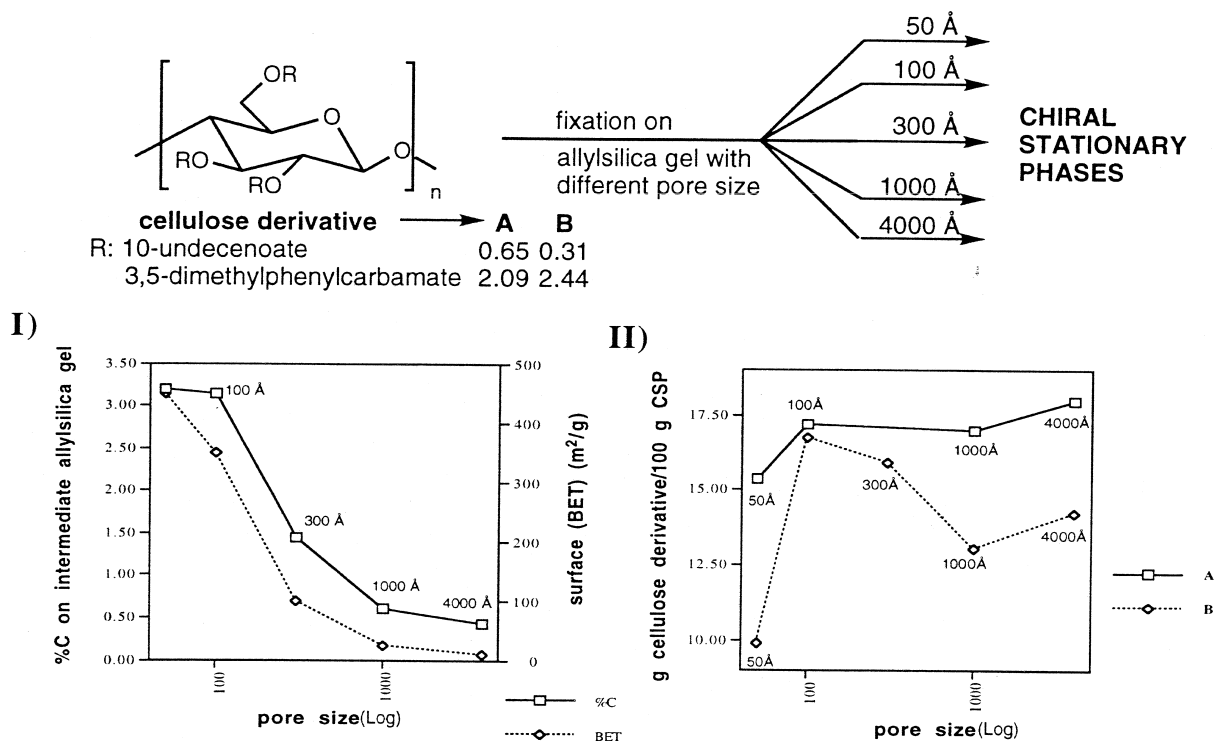 50 Å
100 Å
300 Å
1000 Å
4000 Å
fixation on
allylsilica gel with
different pore size
CHIRAL
STATIONARY
PHASES
OR
O
O
RO
RO
n
cellulose derivative A B
R: 10-undecenoate 0.65 0.31
3,5-dimethylphenylcarbamate 2.09 2.44
I)
%C on intermediate allylsilica gel
3.50
3.00
2.50
2.00
1.50
1.00
0.50
0.00
100 Å
300 Å
1000 Å
4000 Å
500
400
300
200
100
0
surface (BET) (m²/g)
100
1000
pore size(Log)
%C
BET
II)
g cellulose derivative/100 g CSP
17.50
15.00
12.50
10.00
50Å
100Å
1000Å
4000Å
50Å
300Å
1000Å
4000Å
100
1000
pore size(Log)
A
B